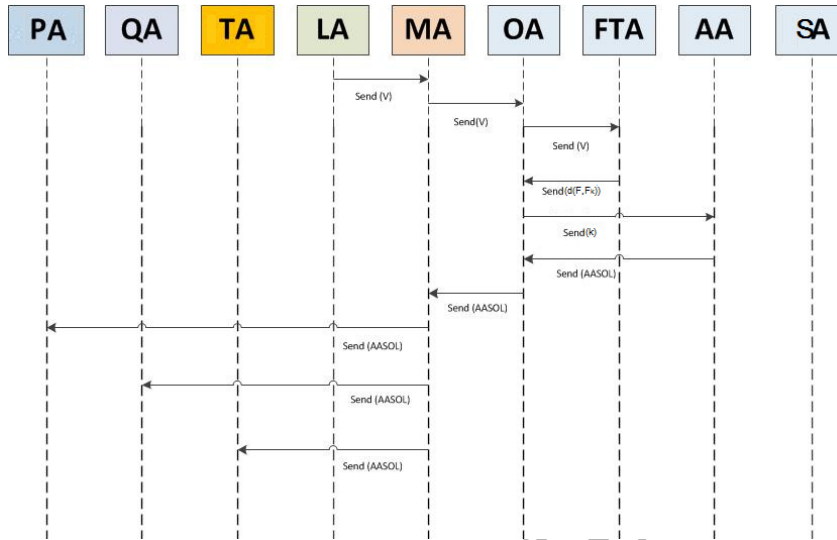 PA QA TA LA MA OA FTA AA SA
Send (V)
Send(V)
Send (V)
Send(d(F,Fk))
Send(k)
Send (AASOL)
Send (AASOL)
Send (AASOL)
Send (AASOL)
Send (AASOL)